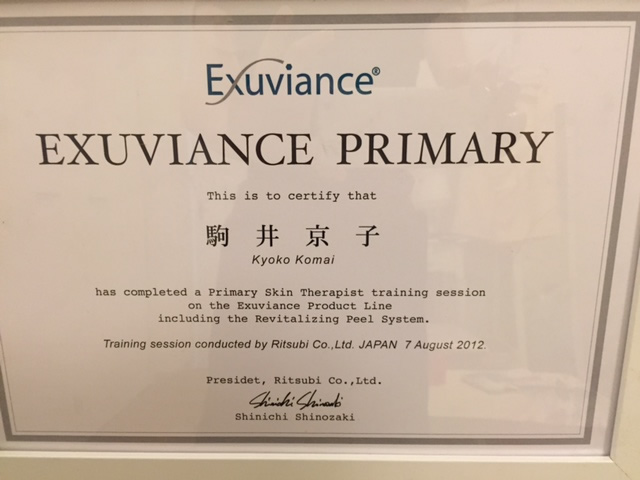 Exuviance®
EXUVIANCE PRIMARY
This is to certify that
駒井京子
Kyoko Komai
has completed a Primary Skin Therapist training session
on the Exuviance Product Line
including the Revitalizing Peel System.
Training session conducted by Ritsubi Co.,Ltd. JAPAN 7 August 2012.
Presidet, Ritsubi Co.,Ltd.
Shinichi Shinozaki
Shinichi Shinozaki